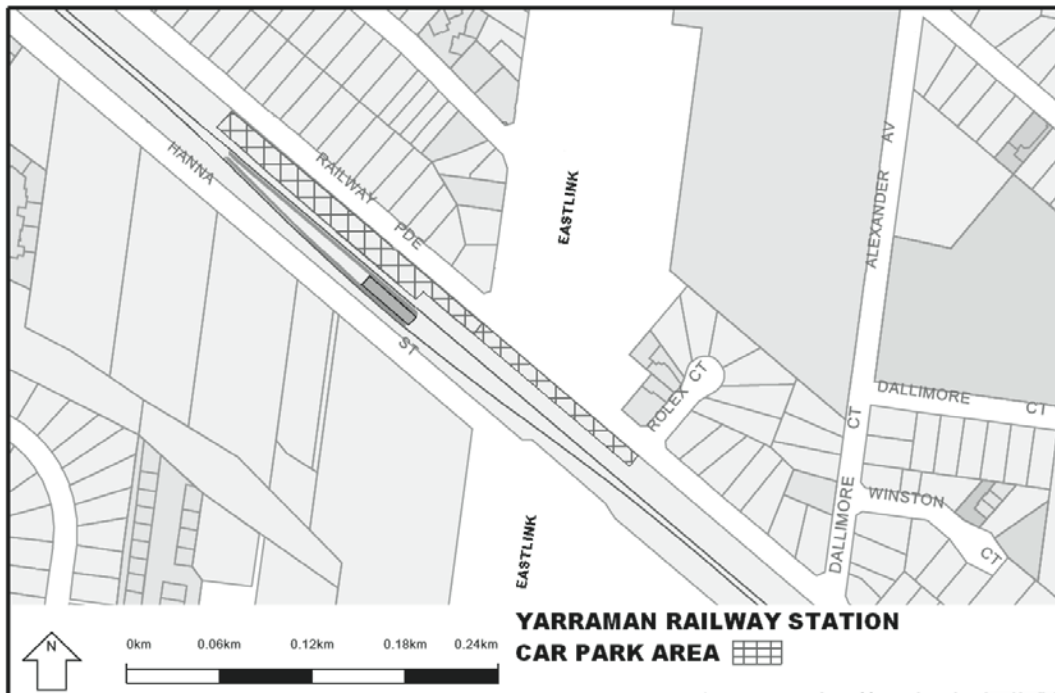 HANNA
ST
RAILWAY
PDE
EASTLINK
ALEXANDER AV
ROLEX CT
DALLIMORE CT
DALLIMORE CT
WINSTON
CT
EASTLINK
N
0km 0.06km 0.12km 0.18km 0.24km
YARRAMAN RAILWAY STATION
CAR PARK AREA